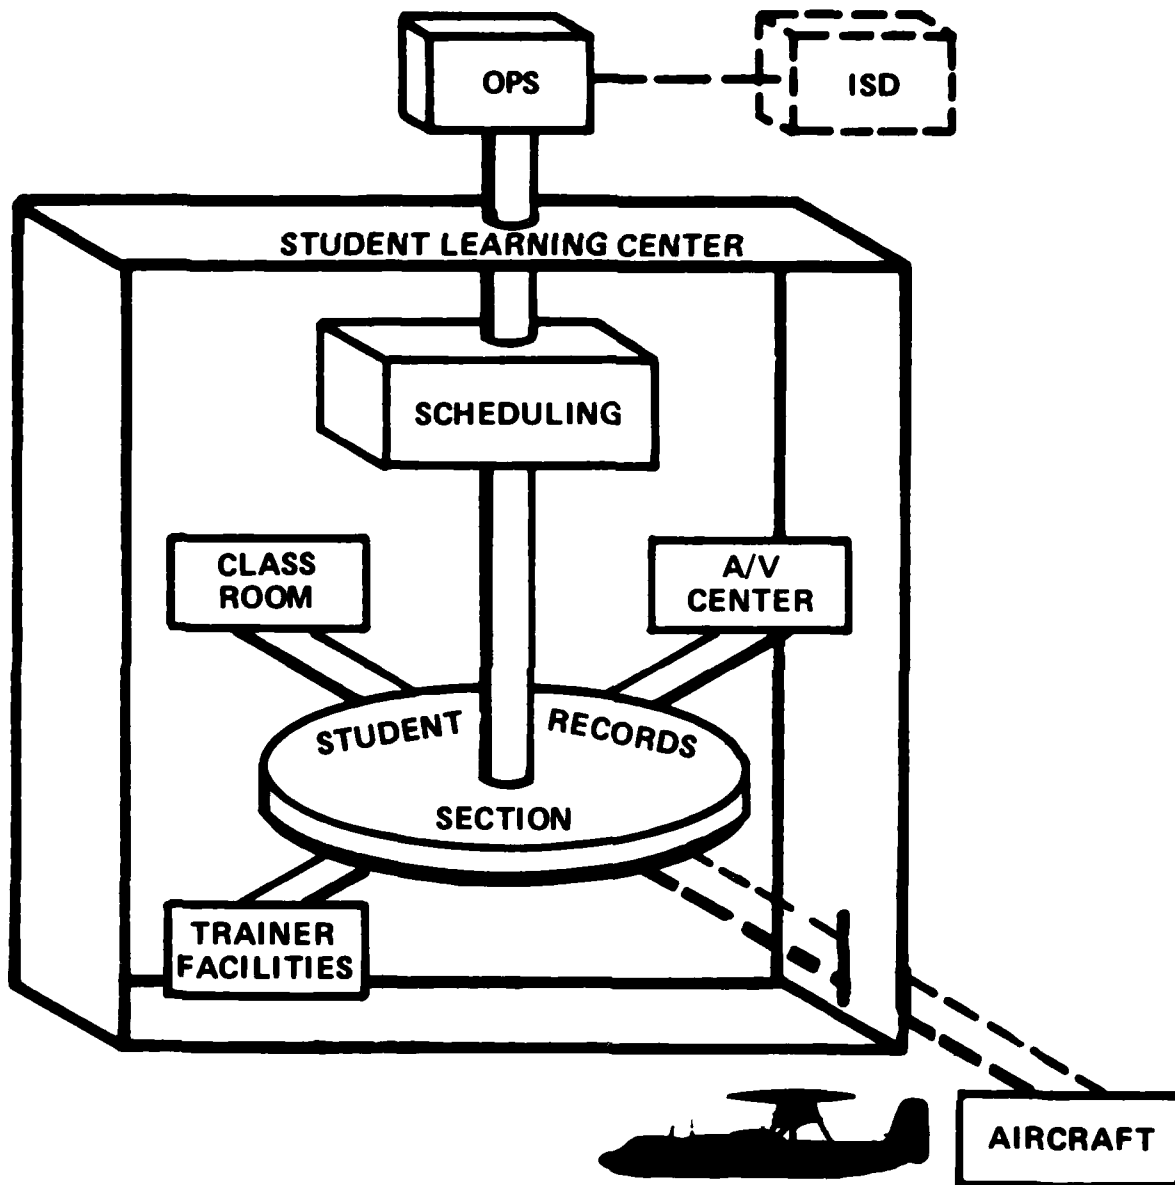 OPS
ISD
STUDENT LEARNING CENTER
SCHEDULING
CLASS
ROOM
A/V
CENTER
STUDENT RECORDS
SECTION
TRAINER
FACILITIES
AIRCRAFT